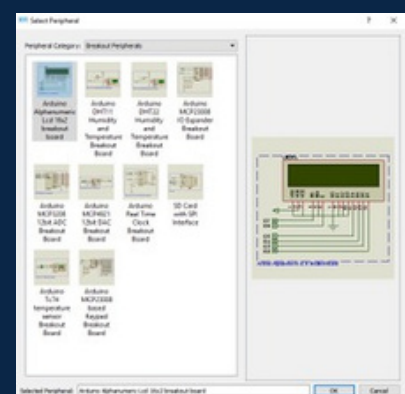 Select Peripheral
Peripheral Category: Breakout Peripherals
Arduino
Alphanumeric
Lcd 16x2
breakout
board
Arduino
DHT11
Humidity
and
Temperature
Breakout
Board
Arduino
DHT22
Humidity
and
Temperature
Breakout
Board
Arduino
MCP23008
IO Expander
Breakout
Board
Arduino
MCP3208
12bit ADC
Breakout
Board
Arduino
MCP4921
12bit DAC
Breakout
Board
Arduino
Real Time
Clock
Breakout
Board
SD Card
with SPI
Interface
Arduino
Tc74
temperature
sensor
Breakout
Board
Arduino
MCP23008
based
Keypad
Breakout
Board
Selected Peripheral: Arduino Alphanumeric Lcd 16x2 breakout board
OK
Cancel